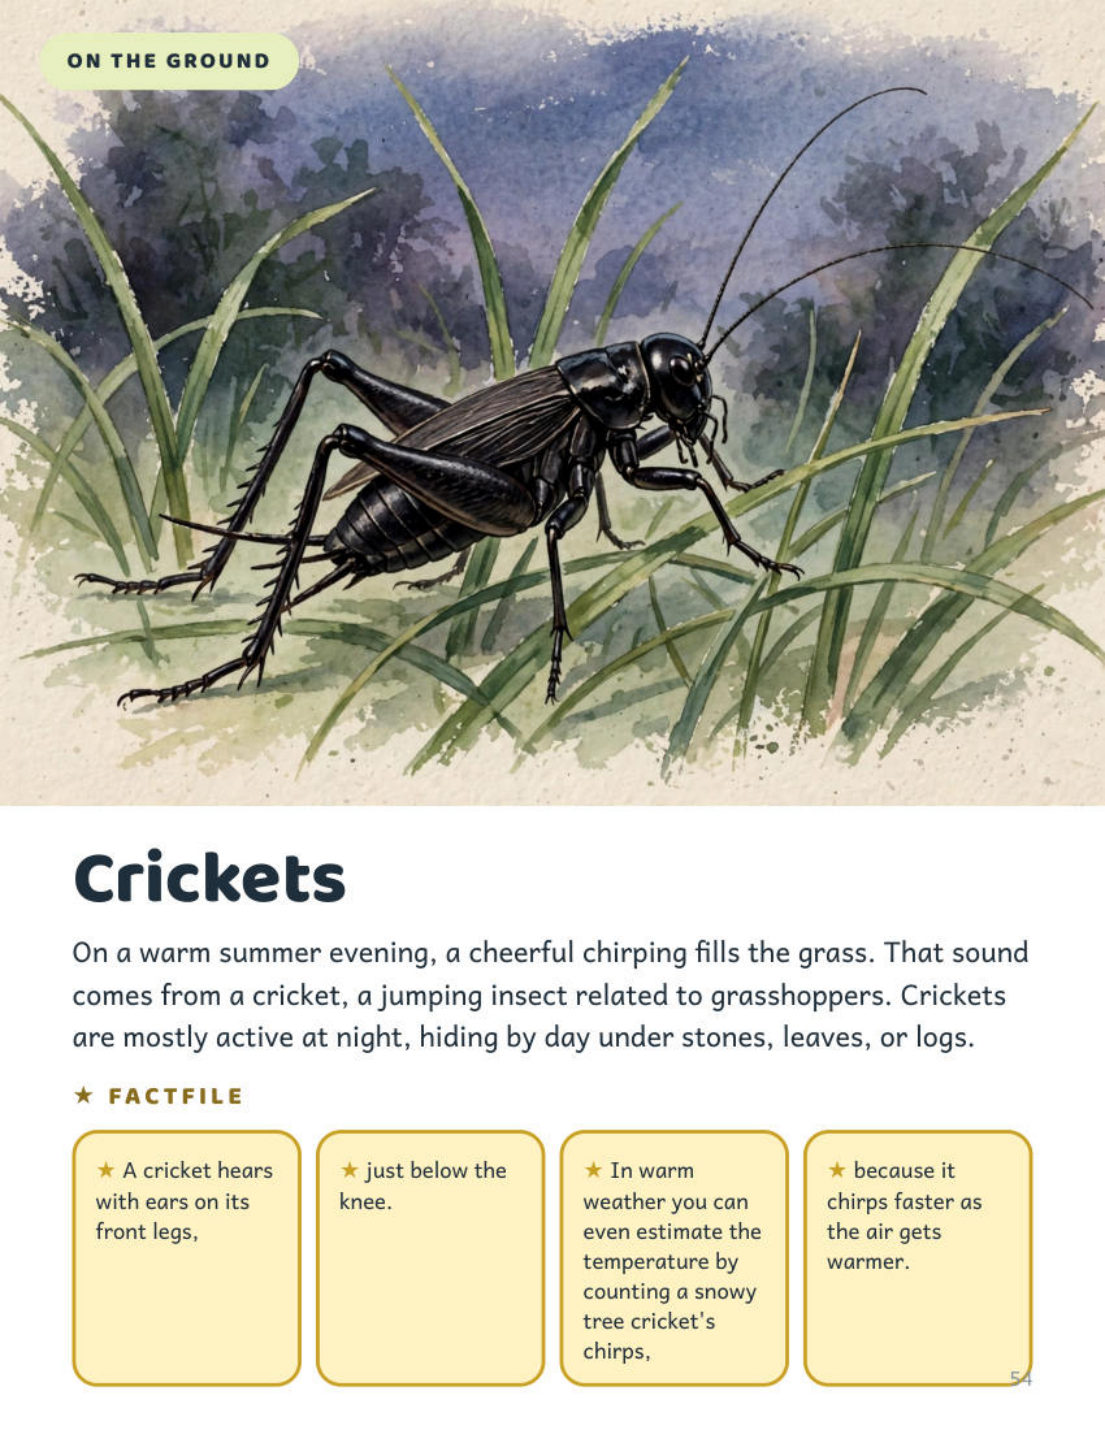 ON THE GROUND
Crickets
On a warm summer evening, a cheerful chirping fills the grass. That sound
comes from a cricket, a jumping insect related to grasshoppers. Crickets
are mostly active at night, hiding by day under stones, leaves, or logs.
★ FACTFILE
★ A cricket hears
with ears on its
front legs,
★ just below the
knee.
★ In warm
weather you can
even estimate the
temperature by
counting a snowy
tree cricket's
chirps,
★ because it
chirps faster as
the air gets
warmer.
54